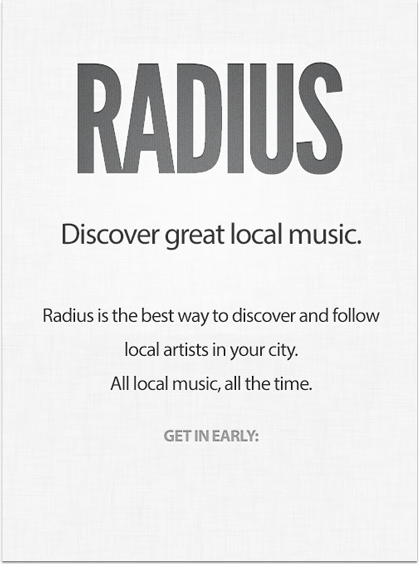 RADIUS
Discover great local music.
Radius is the best way to discover and follow
local artists in your city.
All local music, all the time.
GET IN EARLY: